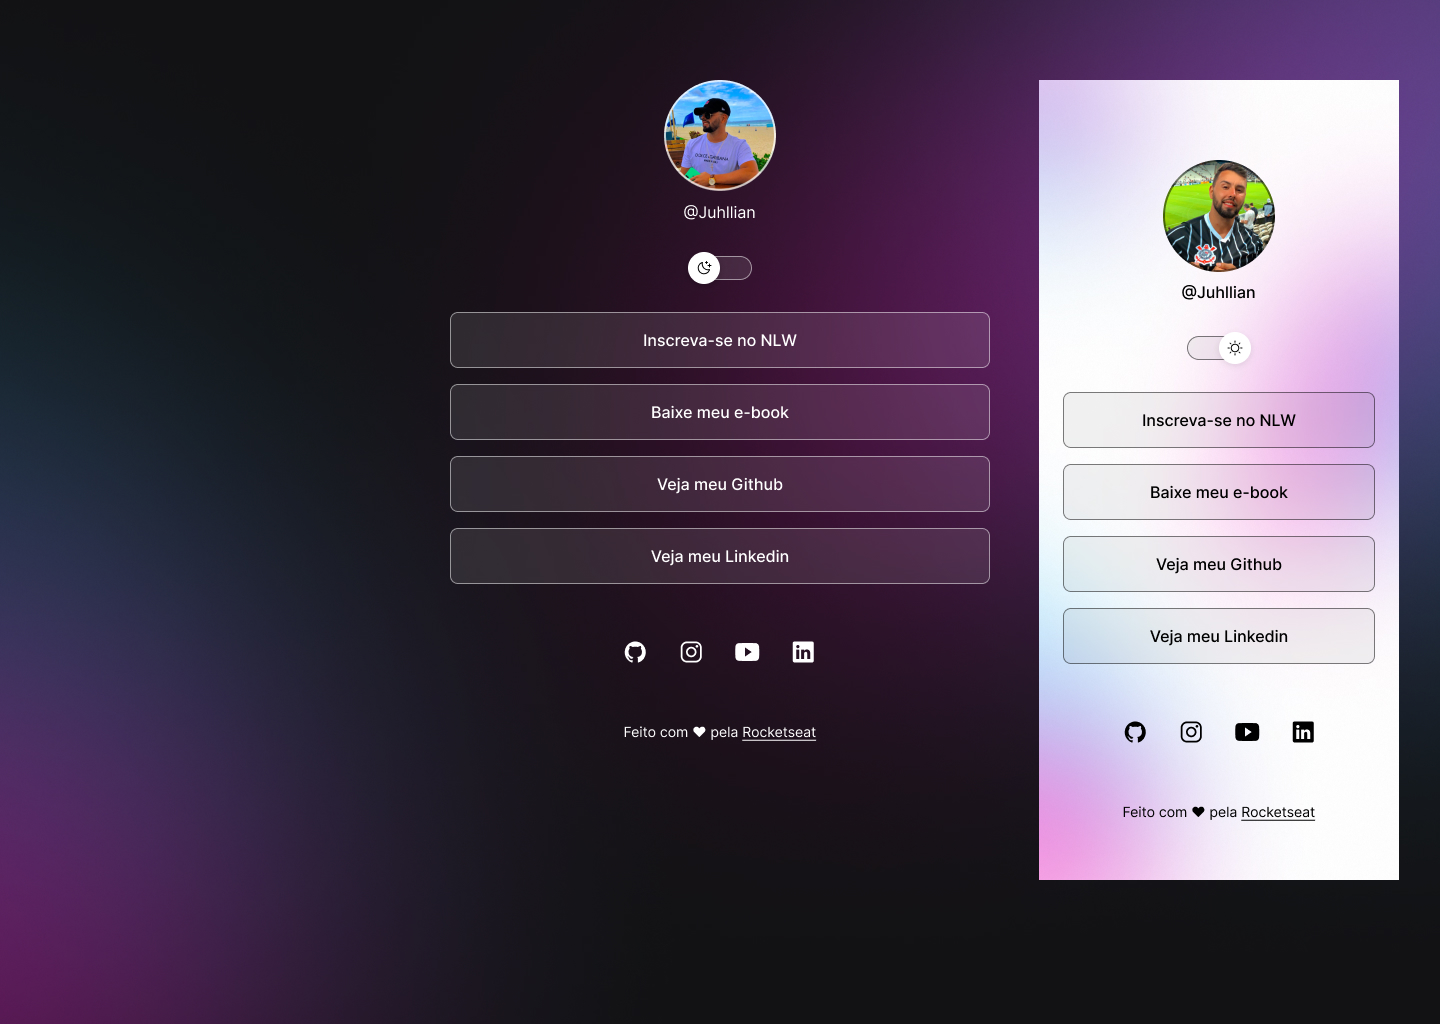 @Juhllian
Inscreva-se no NLW
Baixe meu e-book
Veja meu Github
Veja meu Linkedin
Feito com ♥ pela Rocketseat
@Juhllian
Inscreva-se no NLW
Baixe meu e-book
Veja meu Github
Veja meu Linkedin
Feito com ♥ pela Rocketseat